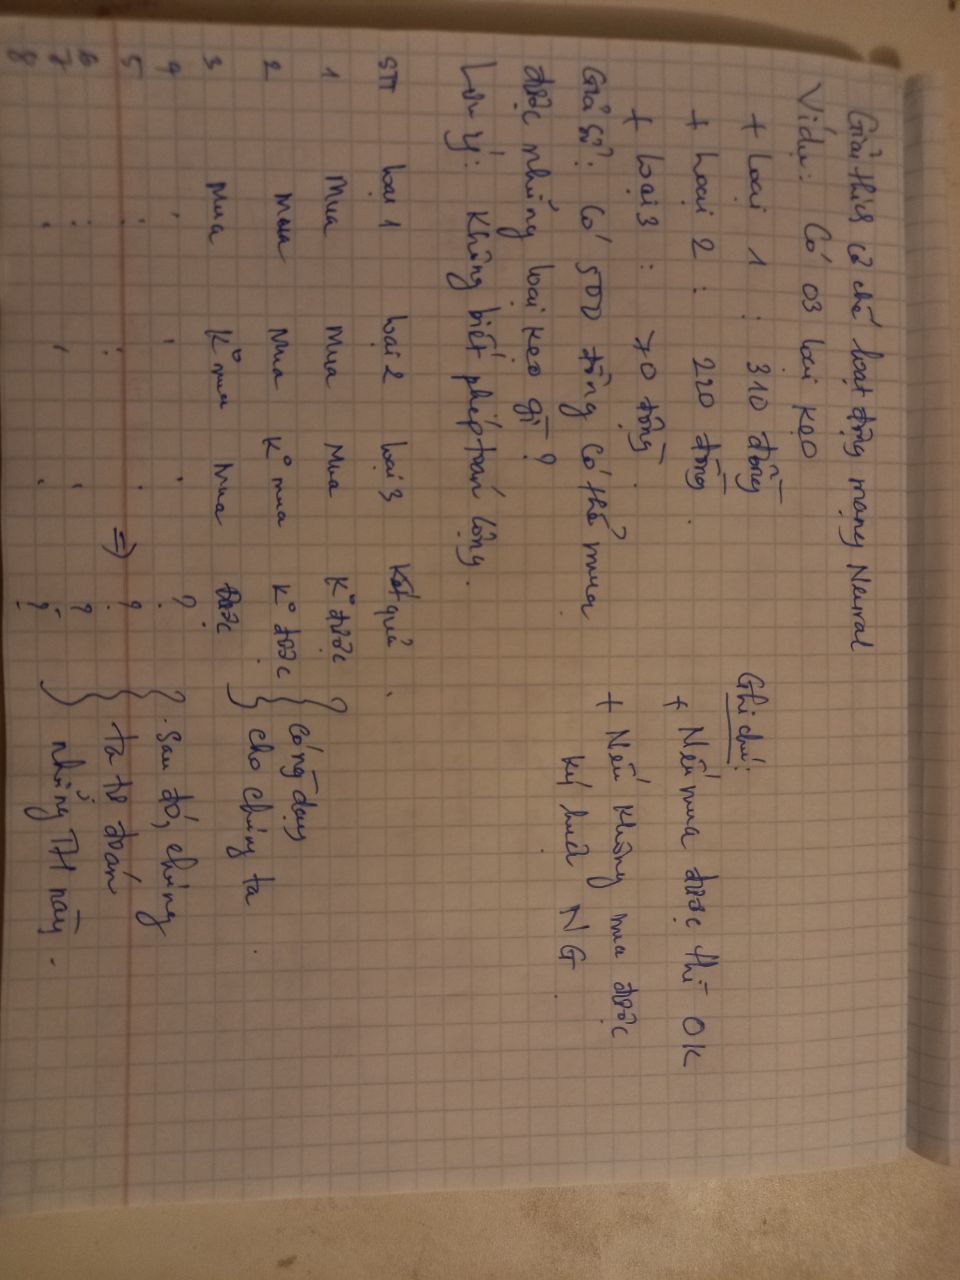 Giải thích cơ chế hoạt động mạng Neural
Ví dụ: Có 03 loại kẹo
+ Loại 1 : 310 đồng
+ Loại 2 : 220 đồng.
+ Loại 3 : 70 đồng.
Giả sử: Có 500 đồng có thể mua
được những loại kẹo gì?
Lưu ý: Không biết phép toán cộng.
Ghi chú:
+ Nếu mua được thì OK
+ Nếu không mua được
ký hiệu NG.
STT Loại 1 Loại 2 Loại 3 Kết quả.
1 Mua Mua Mua K° được
2 Mua Mua K° mua K° được
3 Mua K° mua Mua Được
4 ?
5 => ?
6 ?
7
8 ?
cống dạy
cho chúng ta.
Sau đó, chúng
ta tự đoán
những TH này.